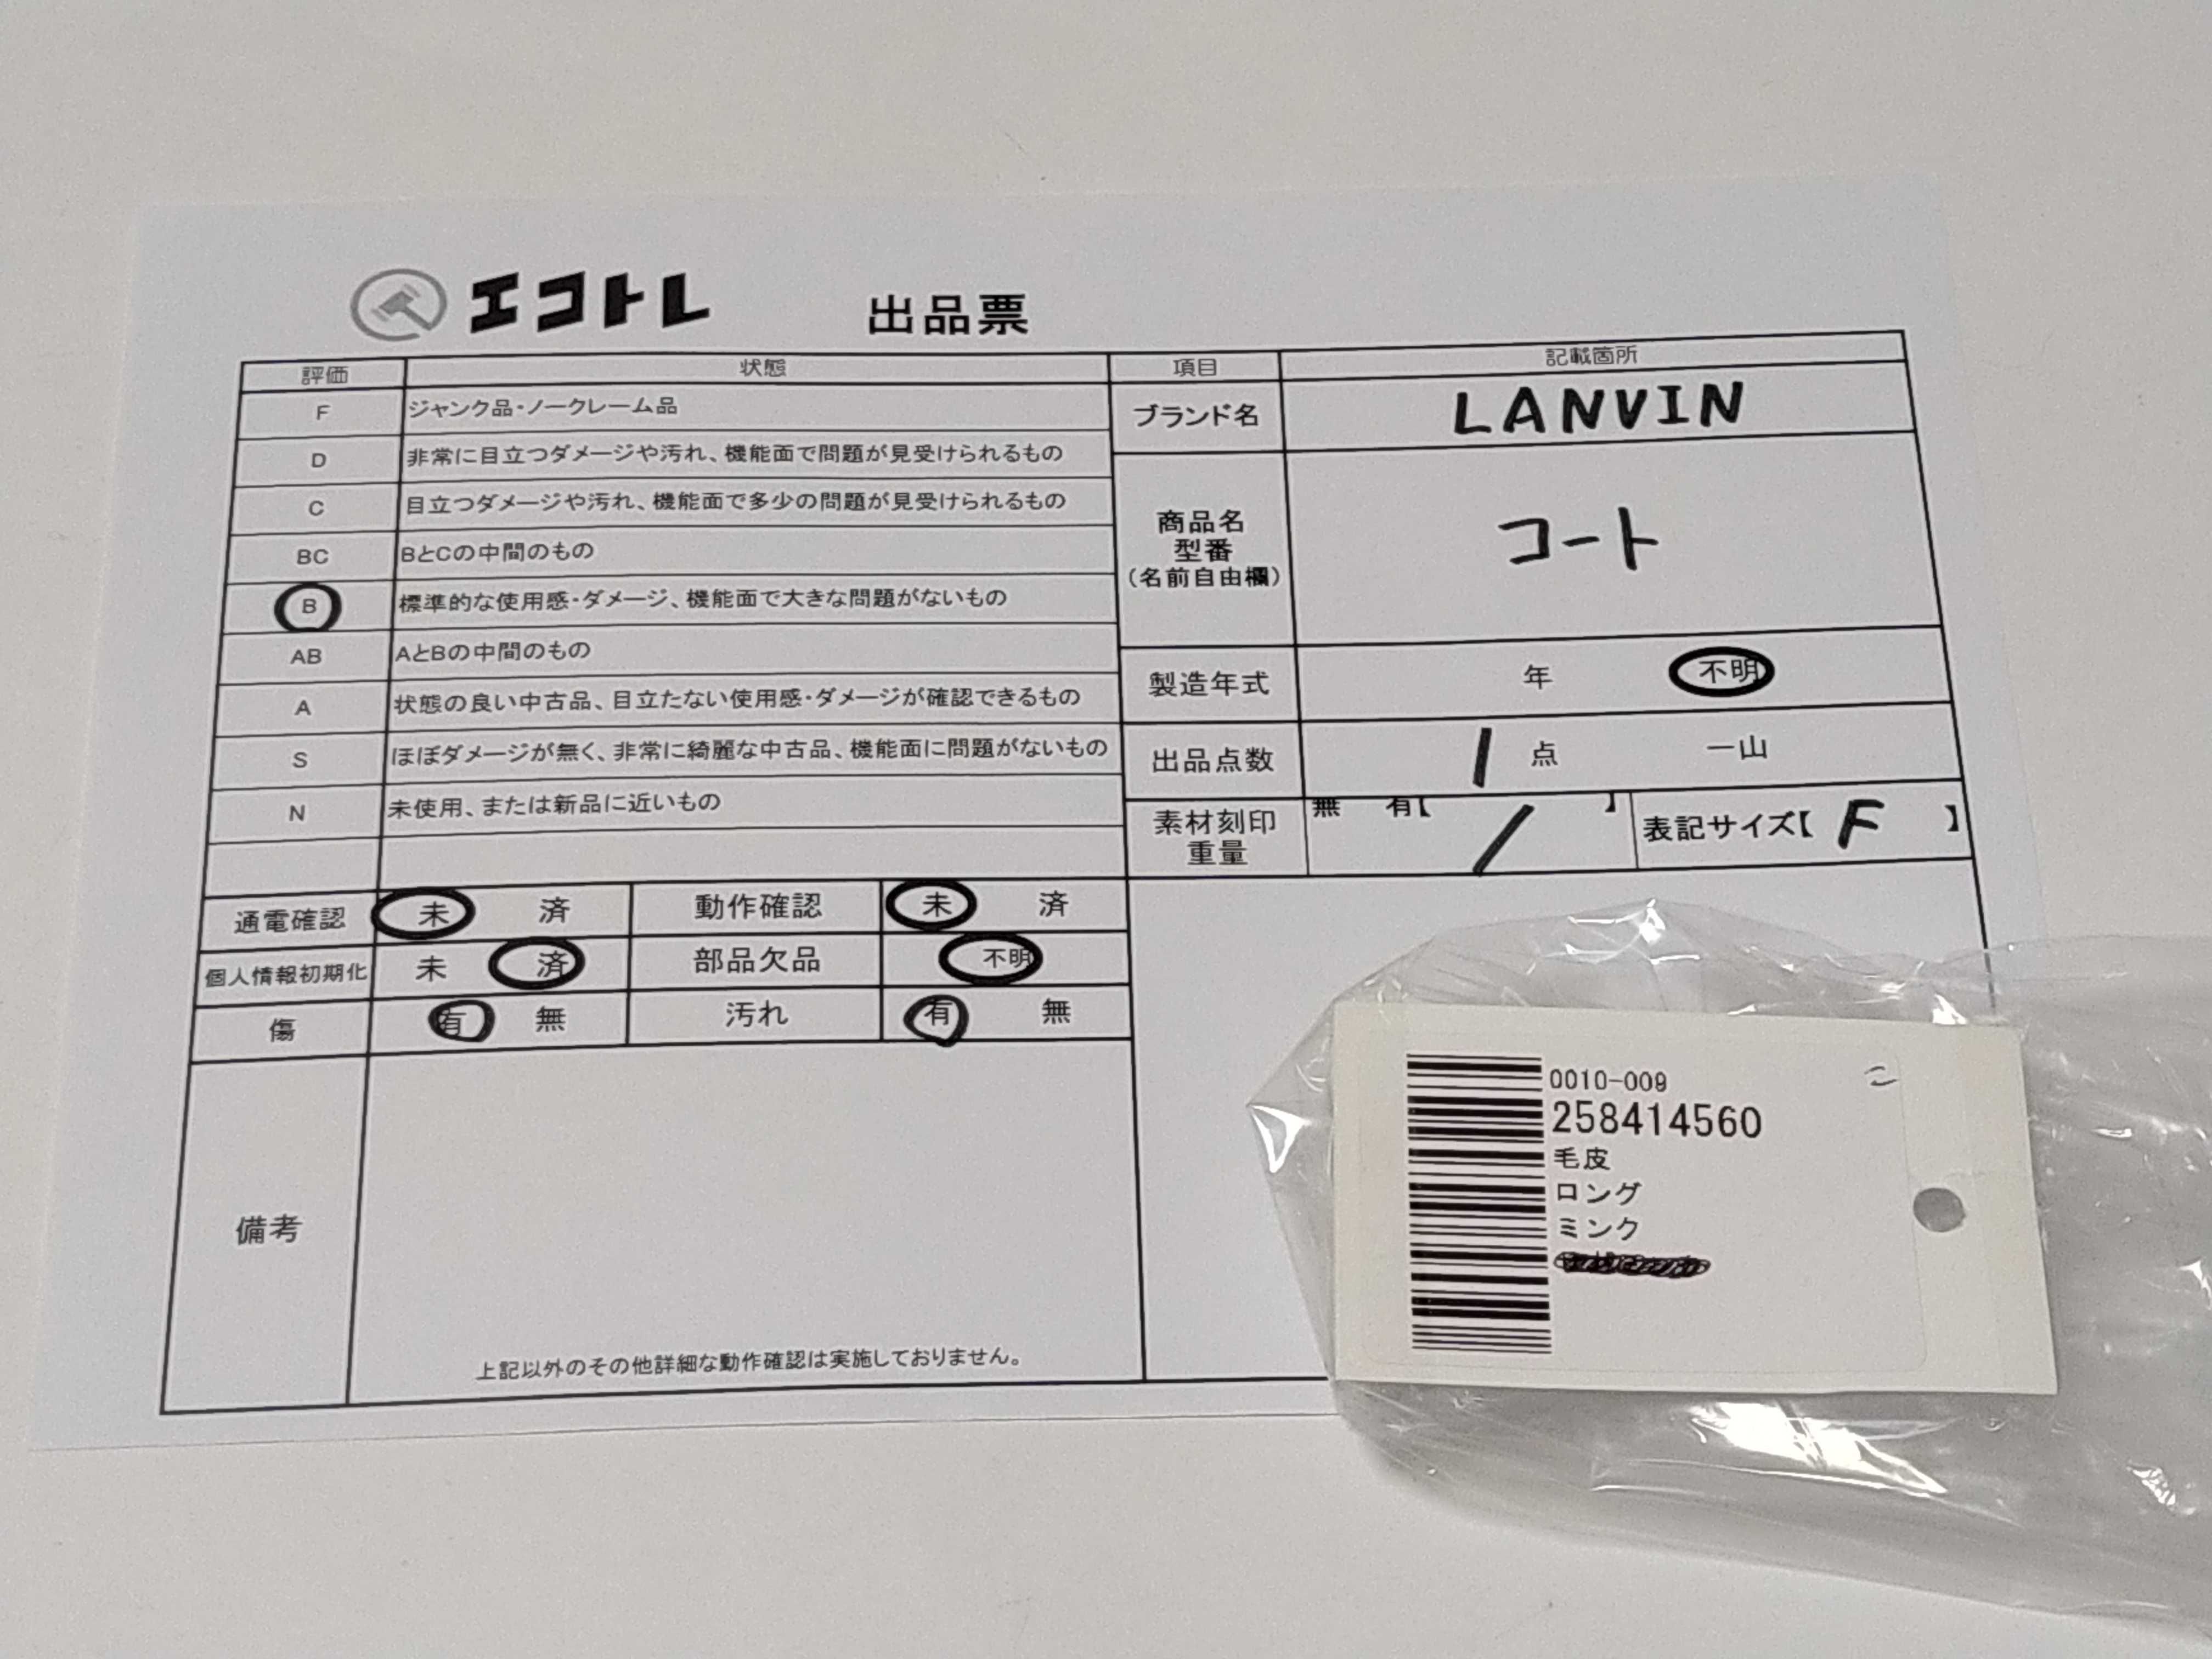 エコトレ 出品票
評価 状態 項目 記載箇所
F ジャンク品・ノークレーム品
D 非常に目立つダメージや汚れ、機能面で問題が見受けられるもの
C 目立つダメージや汚れ、機能面で多少の問題が見受けられるもの
BC BとCの中間のもの
B 標準的な使用感・ダメージ、機能面で大きな問題がないもの
AB AとBの中間のもの
A 状態の良い中古品、目立たない使用感・ダメージが確認できるもの
S ほぼダメージが無く、非常に綺麗な中古品、機能面に問題がないもの
N 未使用、または新品に近いもの
ブランド名 LANVIN
商品名
型番
(名前自由欄)
コート
製造年式 年 不明
出品点数 1 点 一山
素材刻印
重量
無 有【 / 】 表記サイズ【 F 】
通電確認 未 済 動作確認 未 済
個人情報初期化 未 済 部品欠品 不明
傷 有 無 汚れ 有 無
備考
上記以外のその他詳細な動作確認は実施しておりません。
0010-009
258414560
毛皮
ロング
ミンク